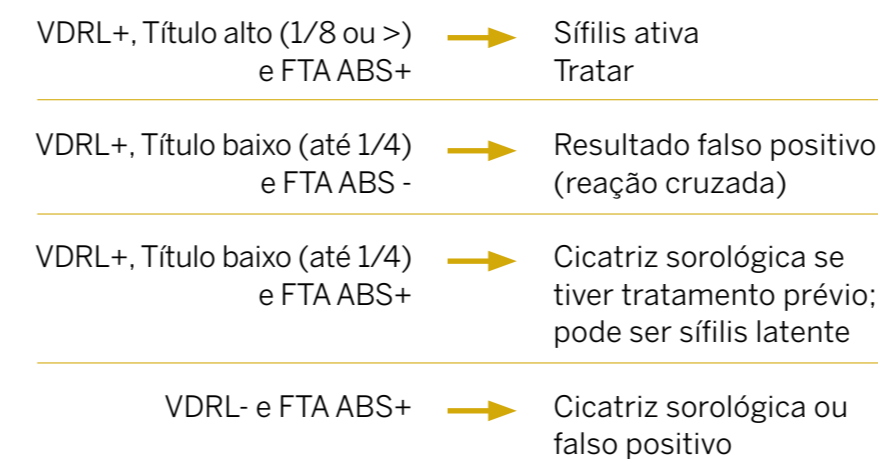 VDRL+, Título alto (1/8 ou >)
e FTA ABS+
Sífilis ativa
Tratar
VDRL+, Título baixo (até 1/4)
e FTA ABS -
Resultado falso positivo
(reação cruzada)
VDRL+, Título baixo (até 1/4)
e FTA ABS+
Cicatriz sorológica se
tiver tratamento prévio;
pode ser sífilis latente
VDRL- e FTA ABS+
Cicatriz sorológica ou
falso positivo